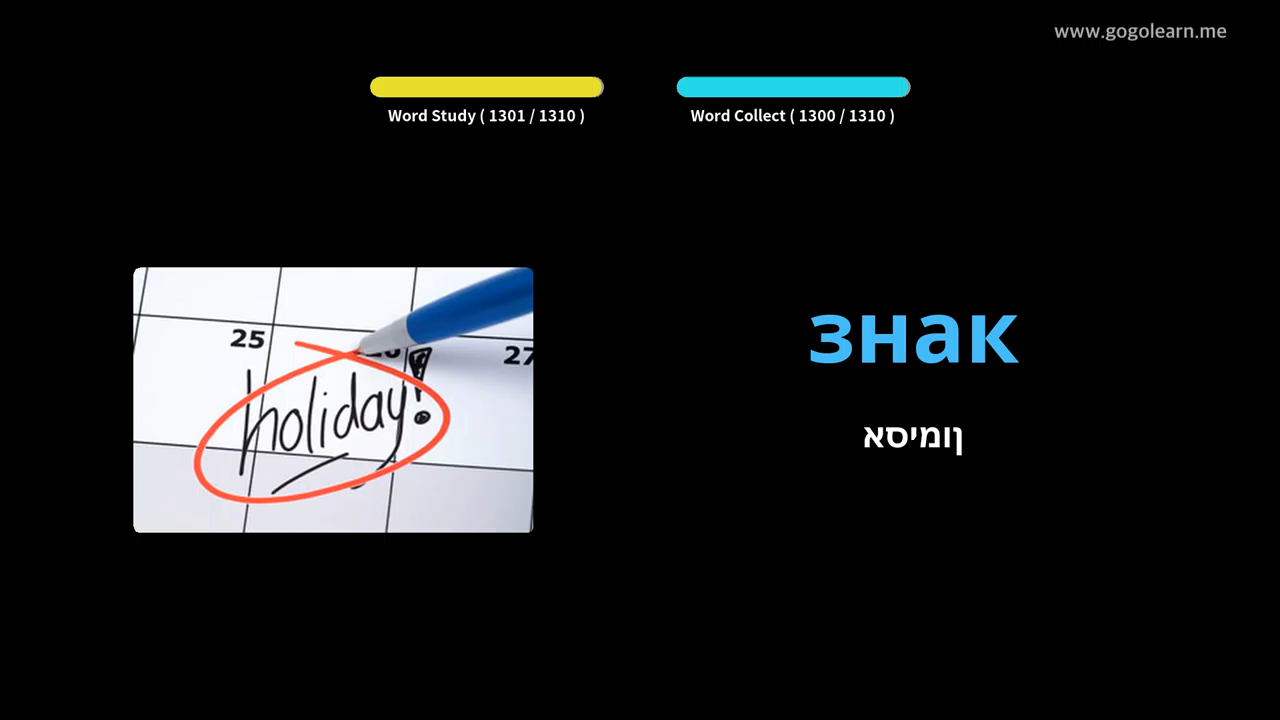 www.gogolearn.me
Word Study ( 1301 / 1310 )
Word Collect ( 1300 / 1310 )
25
27
holiday!
знак
ןומיסא